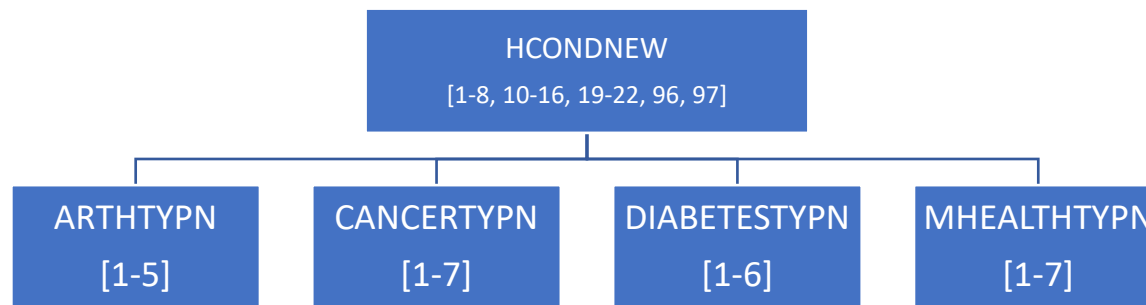 HCONDNEW
[1-8, 10-16, 19-22, 96, 97]
ARTHTYPN
[1-5]
CANCERTYPN
[1-7]
DIABETESTYPN
[1-6]
MHEALTHTYPN
[1-7]